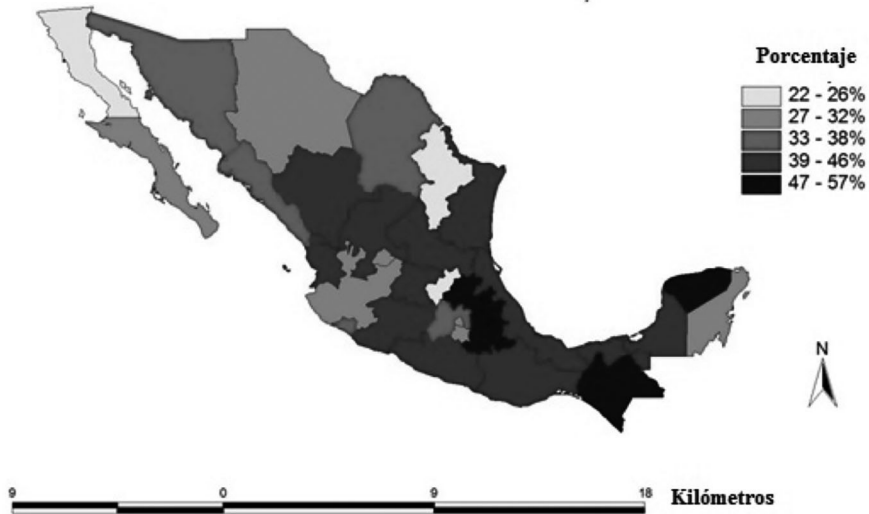 Porcentaje
22 - 26%
27 - 32%
33 - 38%
39 - 46%
47 - 57%
N
9 0 9 18 Kilómetros